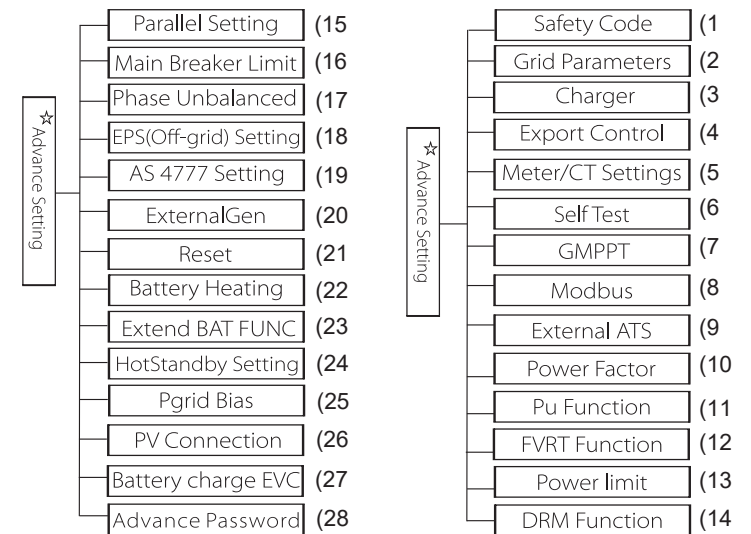 Parallel Setting (15
Main Breaker Limit (16
Phase Unbalanced (17
EPS(Off-grid) Setting (18
AS 4777 Setting (19
ExternalGen (20
Reset (21
Battery Heating (22
Extend BAT FUNC (23
HotStandby Setting (24
Pgrid Bias (25
PV Connection (26
Battery charge EVC (27
Advance Password (28
☆ Advance Setting
Safety Code (1
Grid Parameters (2
Charger (3
Export Control (4
Meter/CT Settings (5
Self Test (6
GMPPT (7
Modbus (8
External ATS (9
Power Factor (10
Pu Function (11
FVRT Function (12
Power limit (13
DRM Function (14
☆ Advance Setting